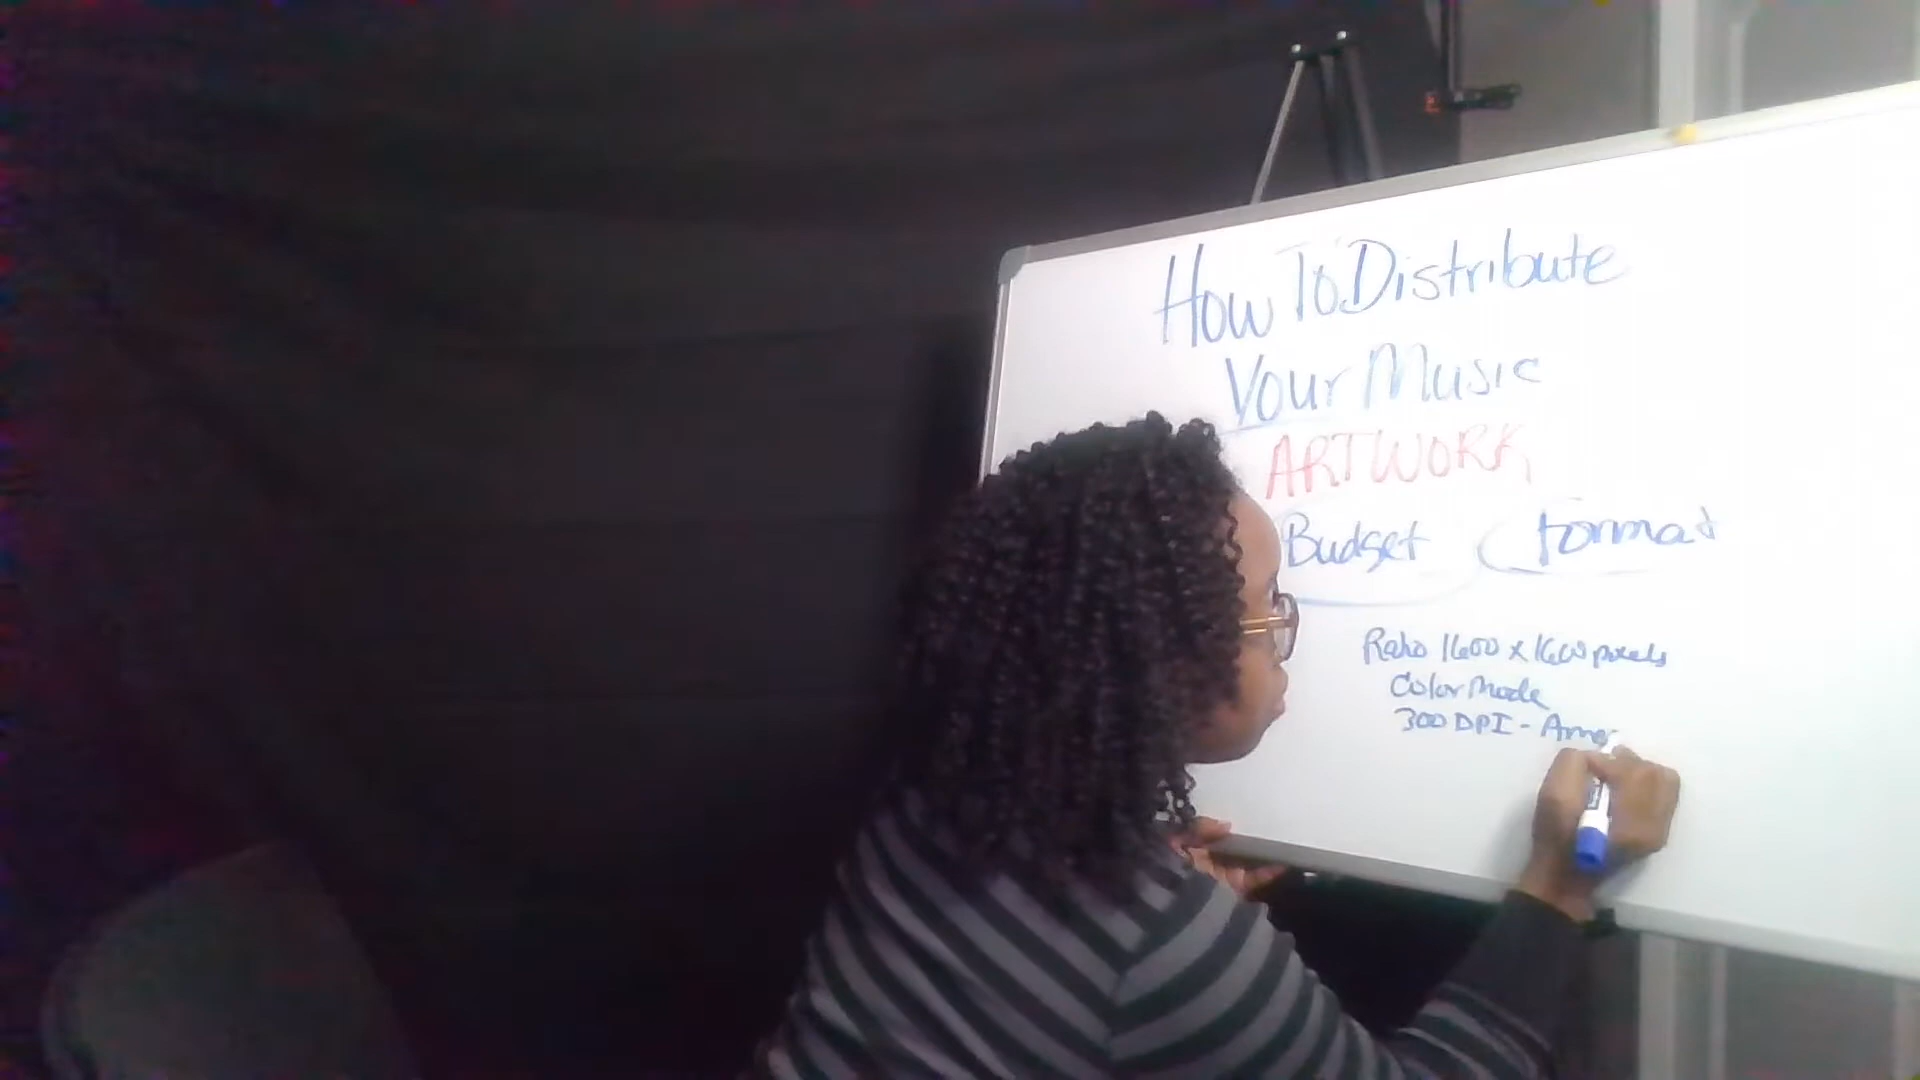 How To Distribute
Your Music
ARTWORK
Budget Format
Ratio 1600 x 1600 pixels
Color Mode
300 DPI -